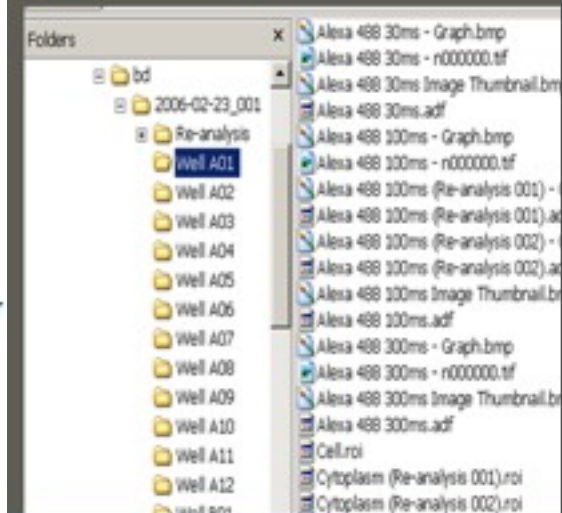 Folders
bd
2006-02-23_001
Re-analysis
Well A01
Well A02
Well A03
Well A04
Well A05
Well A06
Well A07
Well A08
Well A09
Well A10
Well A11
Well A12
Well B01
Alexa 488 30ms - Graph.bmp
Alexa 488 30ms - n000000.tif
Alexa 488 30ms Image Thumbnail.bm
Alexa 488 30ms.adf
Alexa 488 100ms - Graph.bmp
Alexa 488 100ms - n000000.tif
Alexa 488 100ms (Re-analysis 001) -
Alexa 488 100ms (Re-analysis 001).ad
Alexa 488 100ms (Re-analysis 002) -
Alexa 488 100ms (Re-analysis 002).ad
Alexa 488 100ms Image Thumbnail.br
Alexa 488 100ms.adf
Alexa 488 300ms - Graph.bmp
Alexa 488 300ms - n000000.tif
Alexa 488 300ms Image Thumbnail.br
Alexa 488 300ms.adf
Cell.roi
Cytoplasm (Re-analysis 001).roi
Cytoplasm (Re-analysis 002).roi